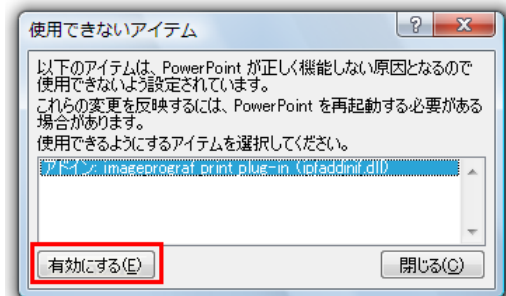 使用できないアイテム
以下のアイテムは、PowerPoint が正しく機能しない原因となるので
使用できないよう設定されています。
これらの変更を反映するには、PowerPoint を再起動する必要がある
場合があります。
使用できるようにするアイテムを選択してください。
アドイン: imageprograf print plug-in (ipfaddinif.dll)
有効にする(E)
閉じる(C)